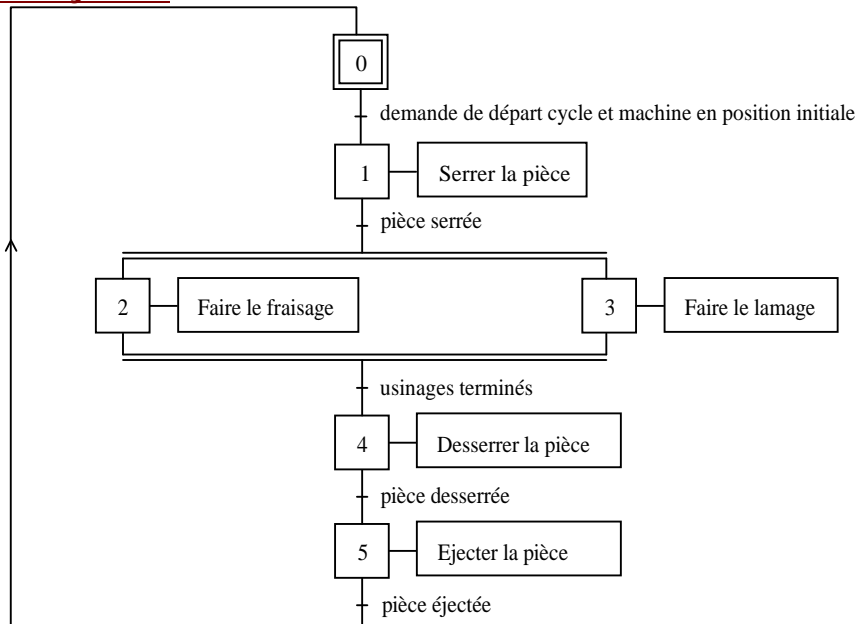 0
demande de départ cycle et machine en position initiale
1
Serrer la pièce
pièce serrée
2
Faire le fraisage
3
Faire le lamage
usinages terminés
4
Desserrer la pièce
pièce desserrée
5
Ejecter la pièce
pièce éjectée